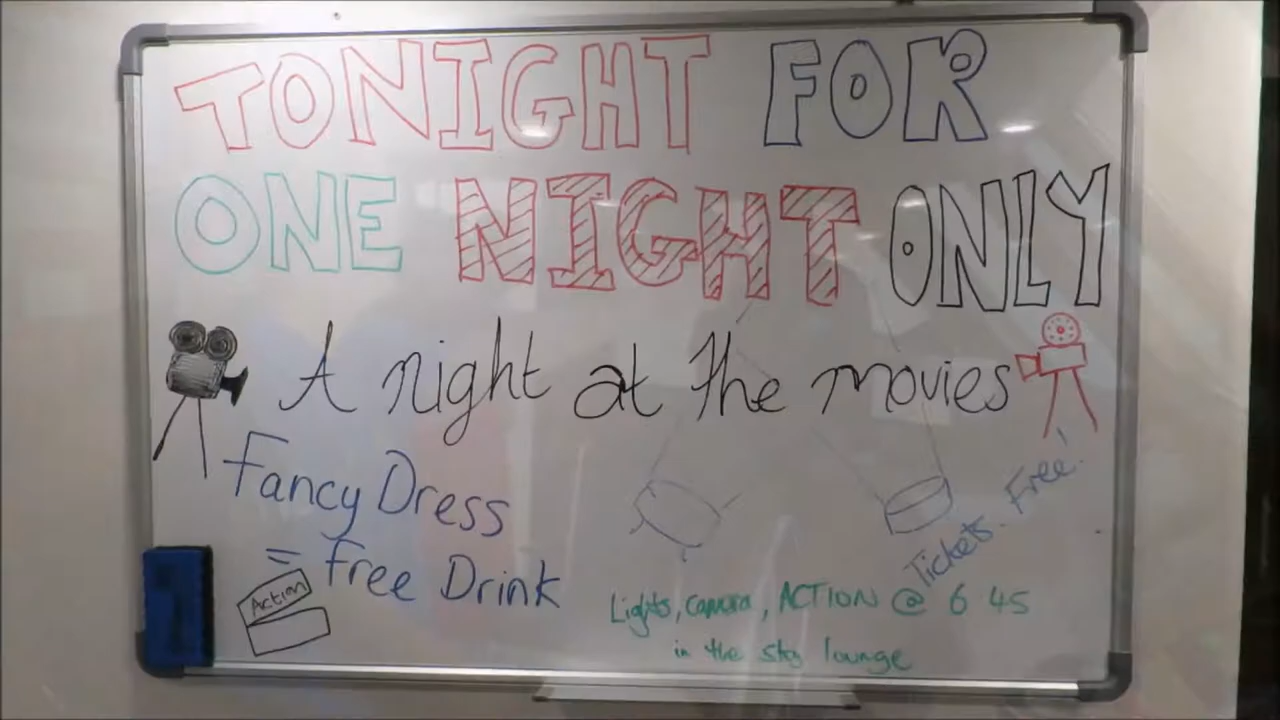 TONIGHT FOR
ONE NIGHT ONLY
A night at the movies
Fancy Dress
= Free Drink
Action
Tickets. Free!
Lights, camera, ACTION @ 6 45
in the sky lounge